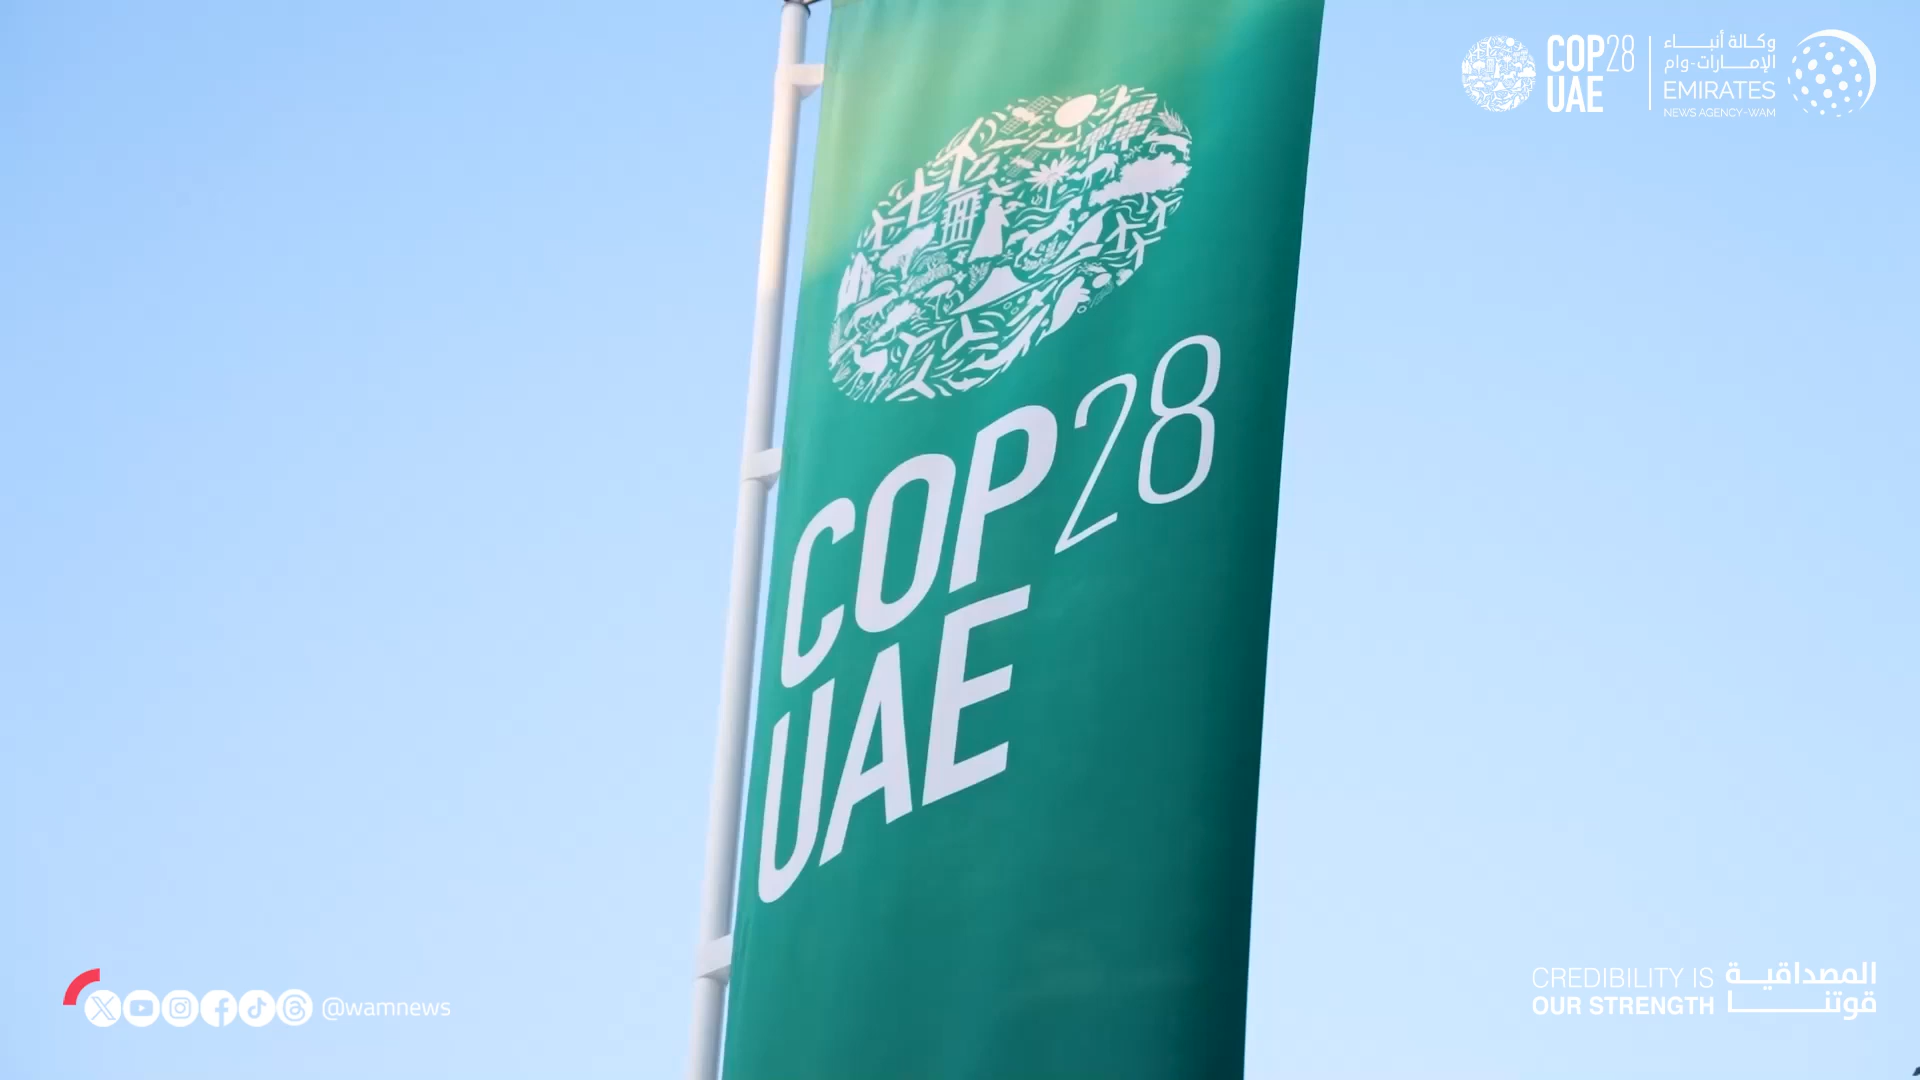 COP28
UAE
COP28
UAE
وكالة أنباء
الإمارات-وام
EMIRATES
NEWS AGENCY-WAM
@wamnews
CREDIBILITY IS
OUR STRENGTH
المصداقية
قوتنا